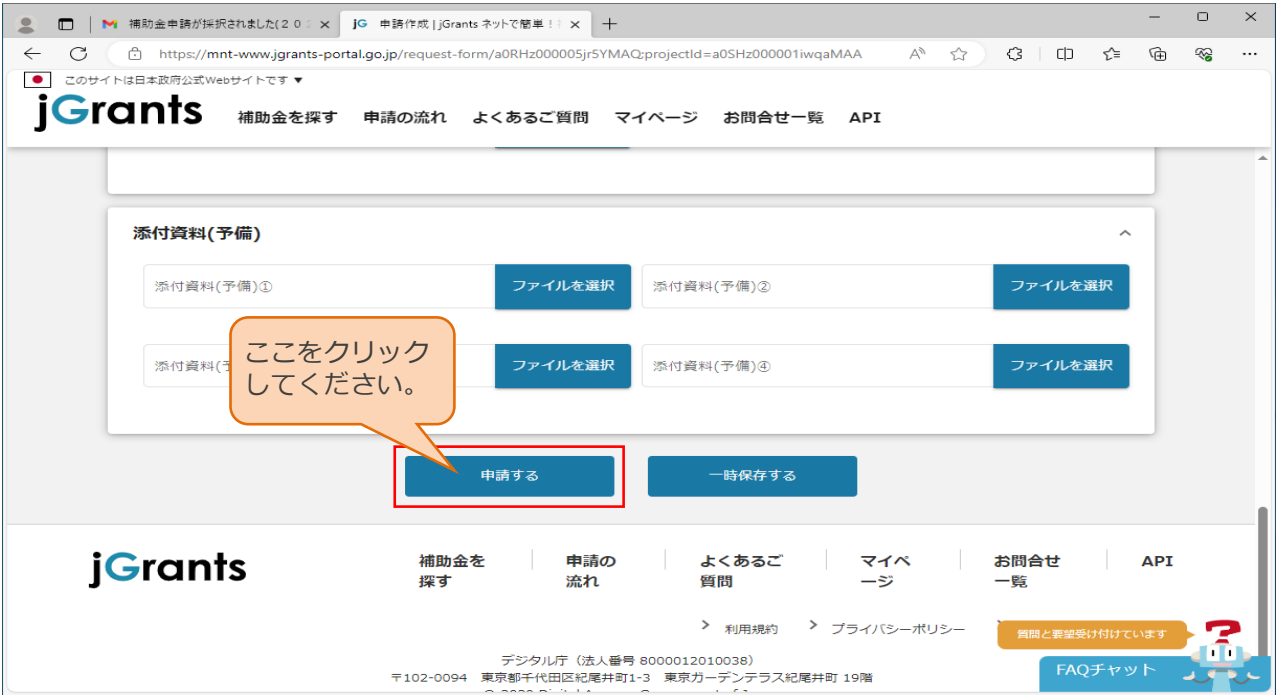 補助金申請が採択されました(20
jG 申請作成 | jGrants ネットで簡単!
https://mnt-www.jgrants-portal.go.jp/request-form/a0RHz000005jr5YMAQ;projectId=a0SHz000001iwqaMAA
このサイトは日本政府公式Webサイトです ▼
jGrants 補助金を探す 申請の流れ よくあるご質問 マイページ お問合せ一覧 API
添付資料(予備)
添付資料(予備)① ファイルを選択 添付資料(予備)② ファイルを選択
ここをクリック
してください。
添付資料(予 ファイルを選択 添付資料(予備)④ ファイルを選択
申請する 一時保存する
jGrants
補助金を 申請の よくあるご マイペ お問合せ API
探す 流れ 質問 ージ 一覧
> 利用規約 > プライバシーポリシー
質問と要望受け付けています
デジタル庁(法人番号 8000012010038)
FAQチャット
〒102-0094 東京都千代田区紀尾井町1-3 東京ガーデンテラス紀尾井町 19階